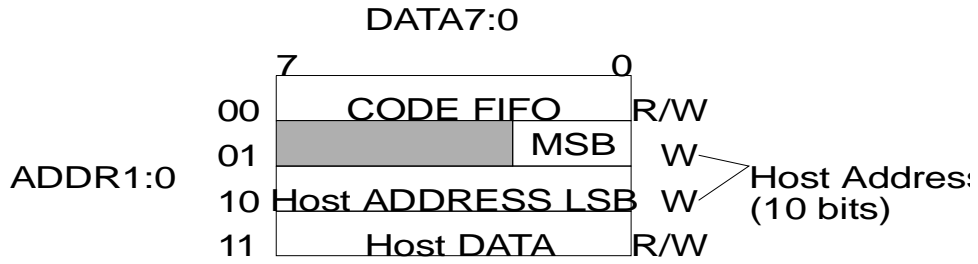 DATA7:0
7 0
00 CODE FIFO R/W
01 MSB W
ADDR1:0
Host Address
10 Host ADDRESS LSB W
(10 bits)
11 Host DATA R/W